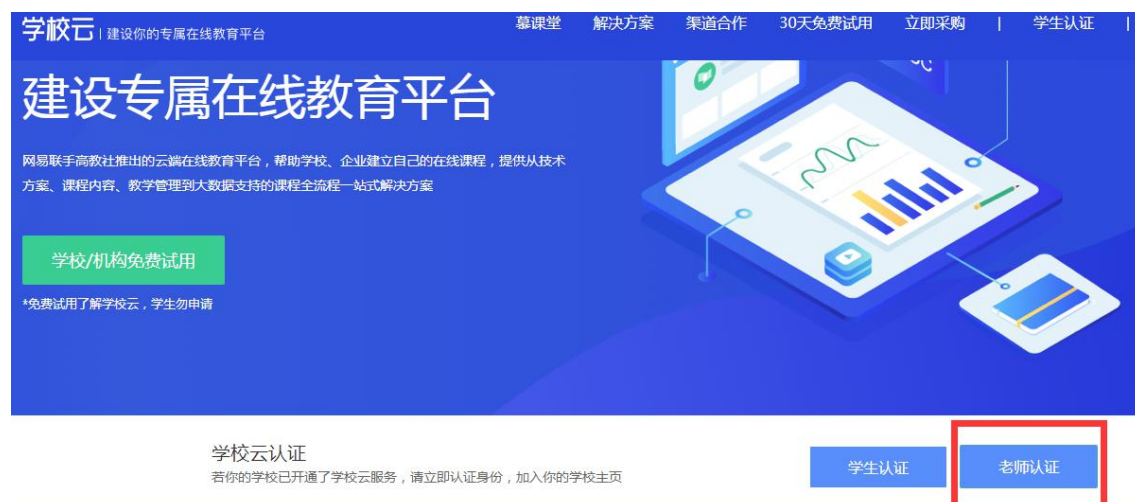 学校云 | 建设你的专属在线教育平台
慕课堂 解决方案 渠道合作 30天免费试用 立即采购 | 学生认证 |
建设专属在线教育平台
网易联手高教社推出的云端在线教育平台，帮助学校、企业建立自己的在线课程，提供从技术
方案、课程内容、教学管理到大数据支持的课程全流程一站式解决方案
学校/机构免费试用
*免费试用了解学校云，学生勿申请
学校云认证
若你的学校已开通了学校云服务，请立即认证身份，加入你的学校主页
学生认证
老师认证